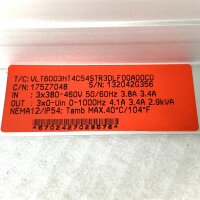 T/C: VLT6003HT4C54STR3DLF00A00C0
C/N: 175Z7048 S/N: 132042G356
IN : 3x380-460V 50/60Hz 3.8A 3.4A
OUT : 3x0-Uin 0-1000Hz 4.1A 3.4A 2.9kVA
NEMA12/IP54: Tamb MAX.40°C/104°F